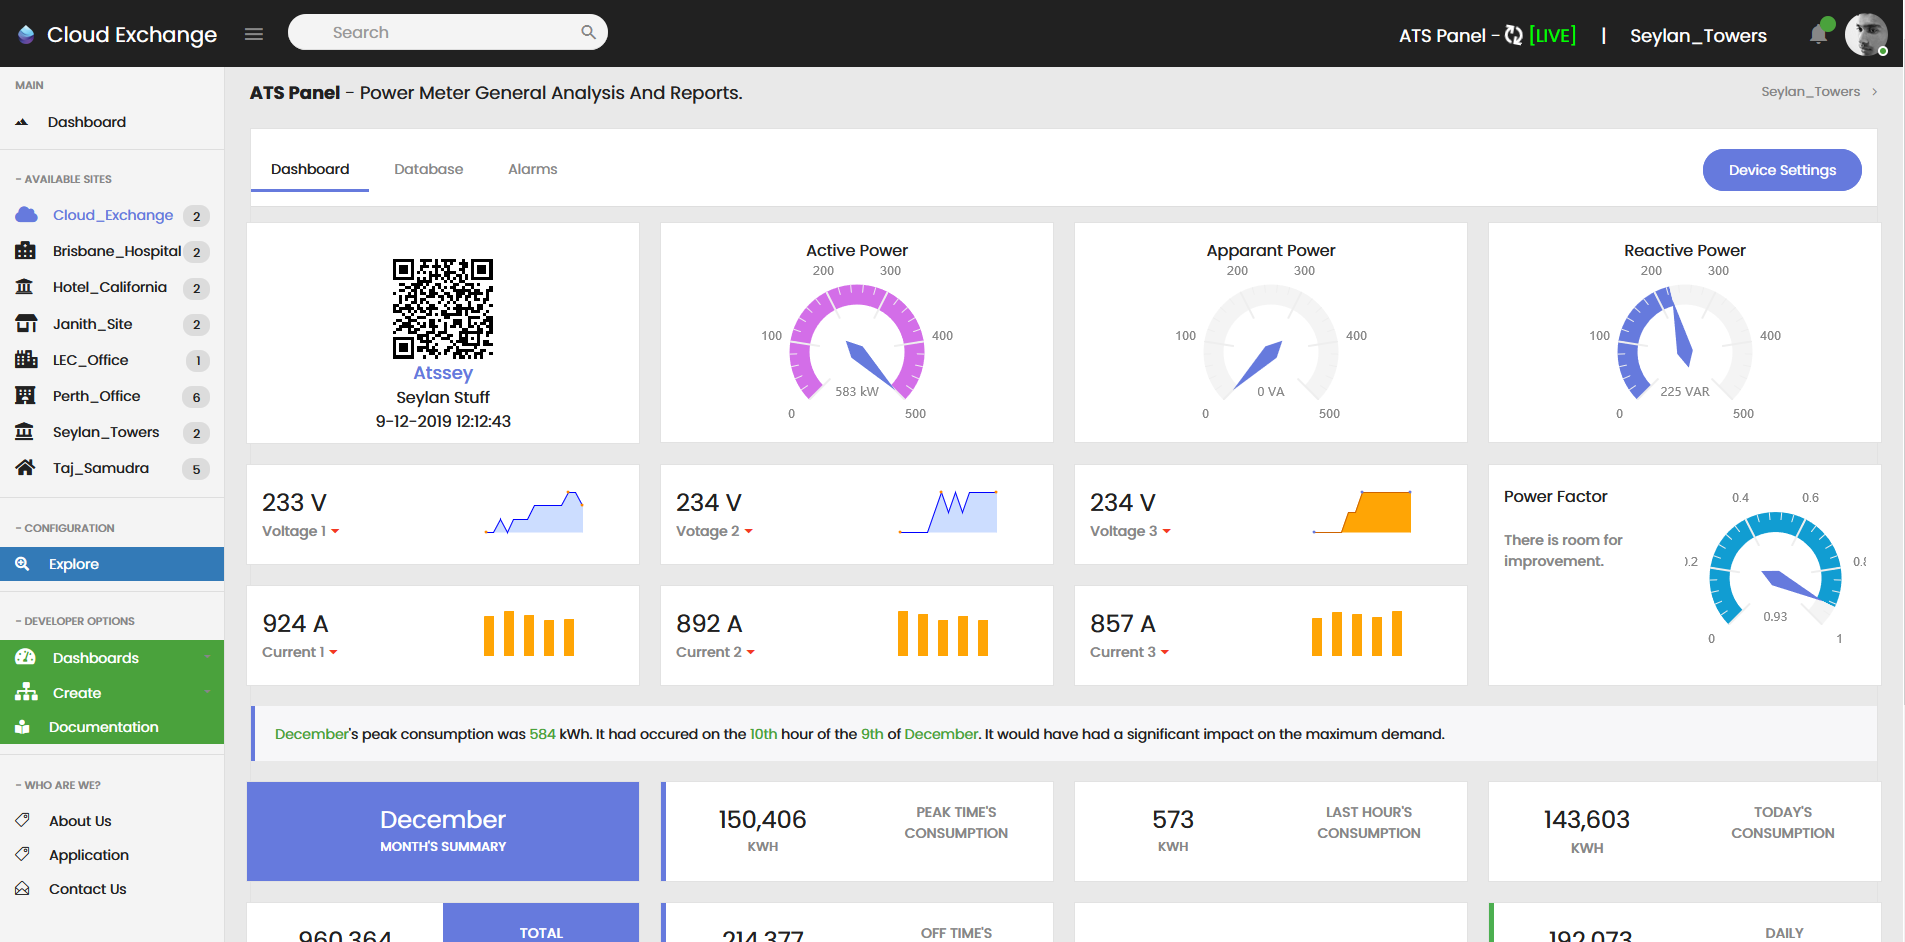 Cloud Exchange
Search
ATS Panel - [LIVE] | Seylan_Towers
MAIN
Dashboard
- AVAILABLE SITES
Cloud_Exchange 2
Brisbane_Hospital 2
Hotel_California 2
Janith_Site 2
LEC_Office 1
Perth_Office 6
Seylan_Towers 2
Taj_Samudra 5
- CONFIGURATION
Explore
- DEVELOPER OPTIONS
Dashboards
Create
Documentation
- WHO ARE WE?
About Us
Application
Contact Us
ATS Panel - Power Meter General Analysis And Reports.
Seylan_Towers >
Dashboard Database Alarms
Device Settings
Atssey
Seylan Stuff
9-12-2019 12:12:43
Active Power
200 300
100 400
583 kW
0 500
Apparant Power
200 300
100 400
0 VA
0 500
Reactive Power
200 300
100 400
225 VAR
0 500
233 V
Voltage 1
234 V
Votage 2
234 V
Voltage 3
Power Factor
There is room for
improvement.
0.4 0.6
0.93
0 1
924 A
Current 1
892 A
Current 2
857 A
Current 3
December's peak consumption was 584 kWh. It had occured on the 10th hour of the 9th of December. It would have had a significant impact on the maximum demand.
December
MONTH'S SUMMARY
150,406
KWH
PEAK TIME'S
CONSUMPTION
573
KWH
LAST HOUR'S
CONSUMPTION
143,603
KWH
TODAY'S
CONSUMPTION
960,364
TOTAL
214,377
OFF TIME'S
192,073
DAILY